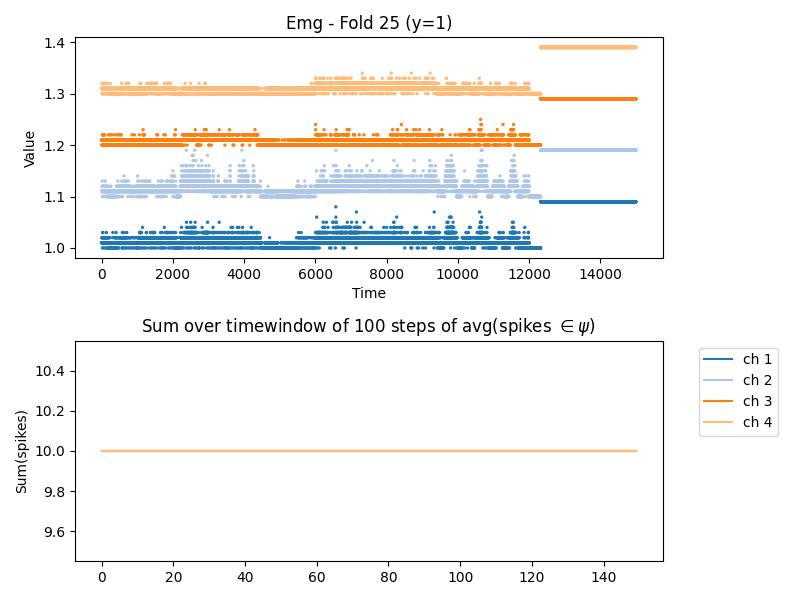 Emg - Fold 25 (y=1)
1.4
1.3
1.2
1.1
1.0
Value
0 2000 4000 6000 8000 10000 12000 14000
Time
Sum over timewindow of 100 steps of avg(spikes ∈ψ)
10.4
10.2
10.0
9.8
9.6
Sum(spikes)
0 20 40 60 80 100 120 140
ch 1
ch 2
ch 3
ch 4